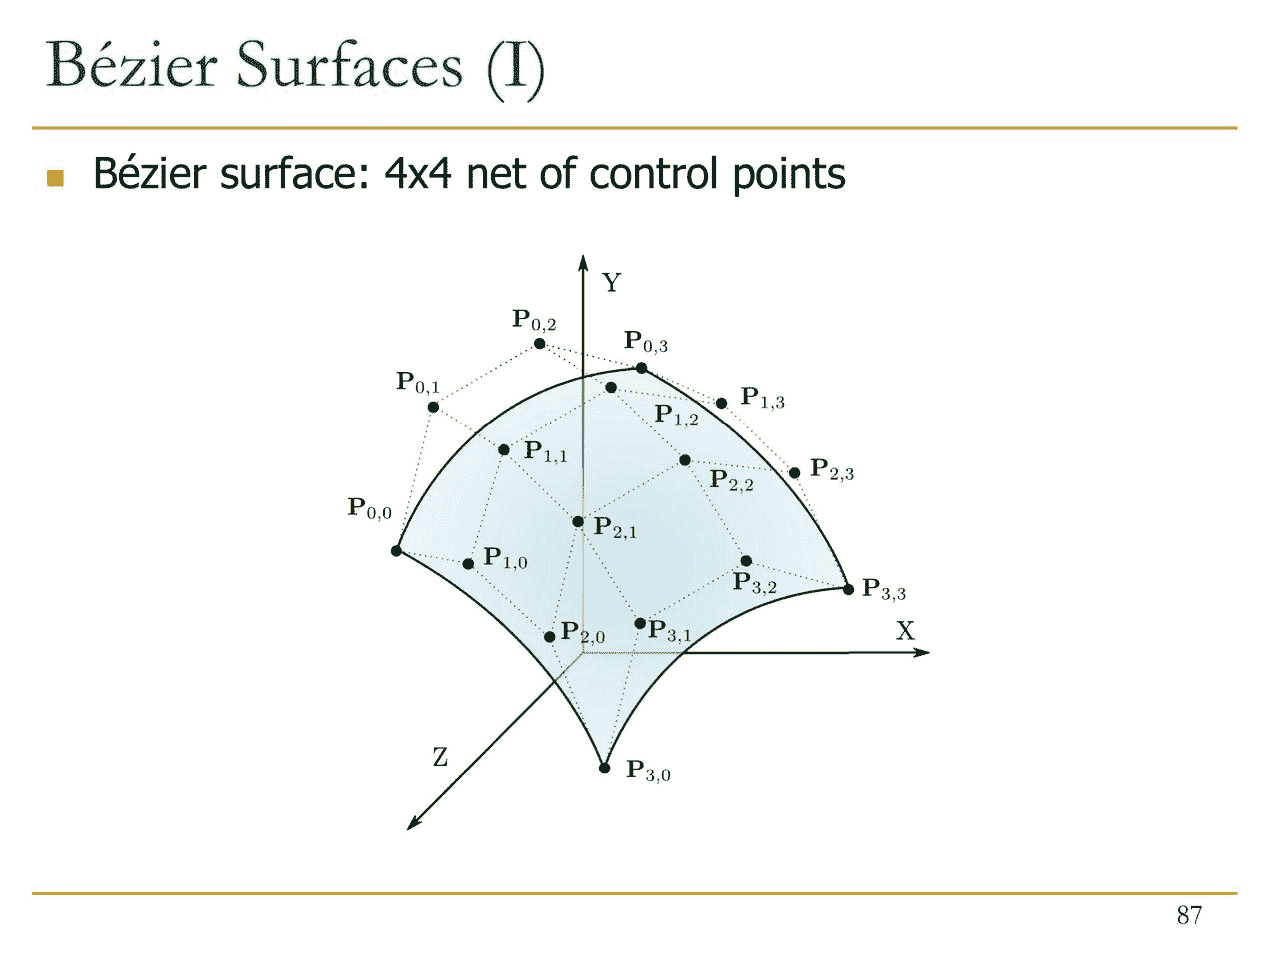 Bézier Surfaces (I)
Bézier surface: 4x4 net of control points
Y
P0,2
P0,3
P0,1
P1,3
P1,2
P1,1
P2,3
P2,2
P0,0
P2,1
P1,0
P3,2
P3,3
P2,0
P3,1
X
Z
P3,0
87